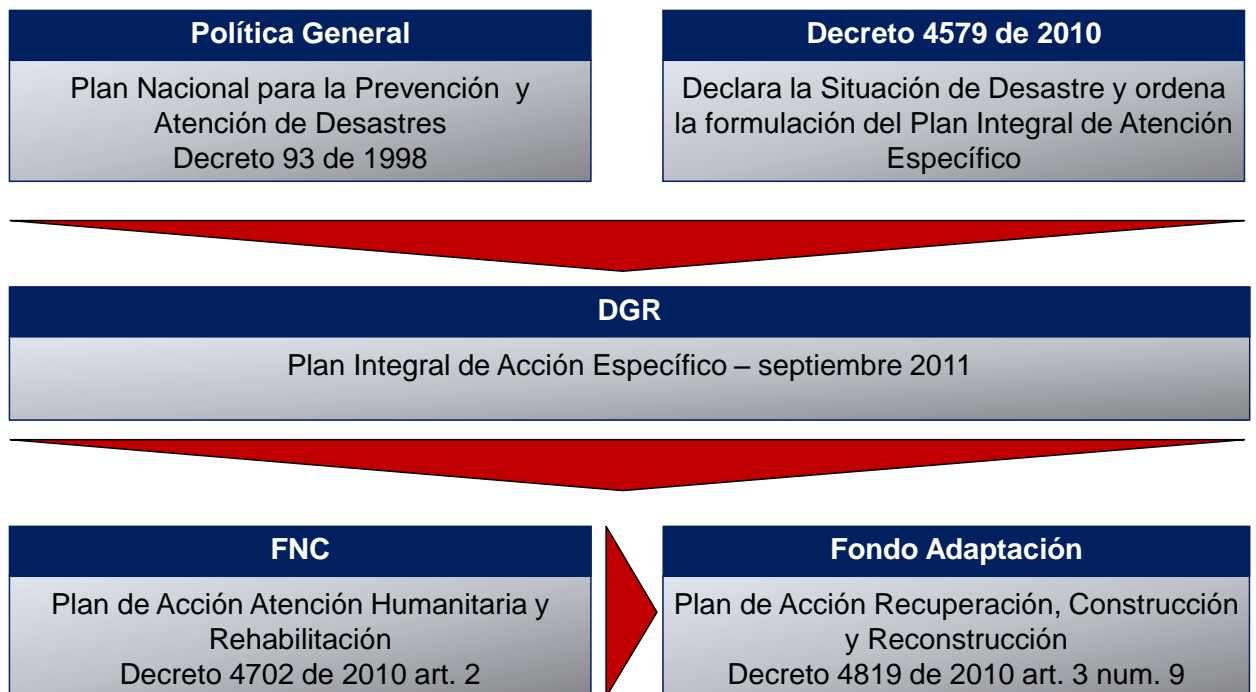 Política General
Plan Nacional para la Prevención y
Atención de Desastres
Decreto 93 de 1998
Decreto 4579 de 2010
Declara la Situación de Desastre y ordena
la formulación del Plan Integral de Atención
Específico
DGR
Plan Integral de Acción Específico – septiembre 2011
FNC
Plan de Acción Atención Humanitaria y
Rehabilitación
Decreto 4702 de 2010 art. 2
Fondo Adaptación
Plan de Acción Recuperación, Construcción
y Reconstrucción
Decreto 4819 de 2010 art. 3 num. 9